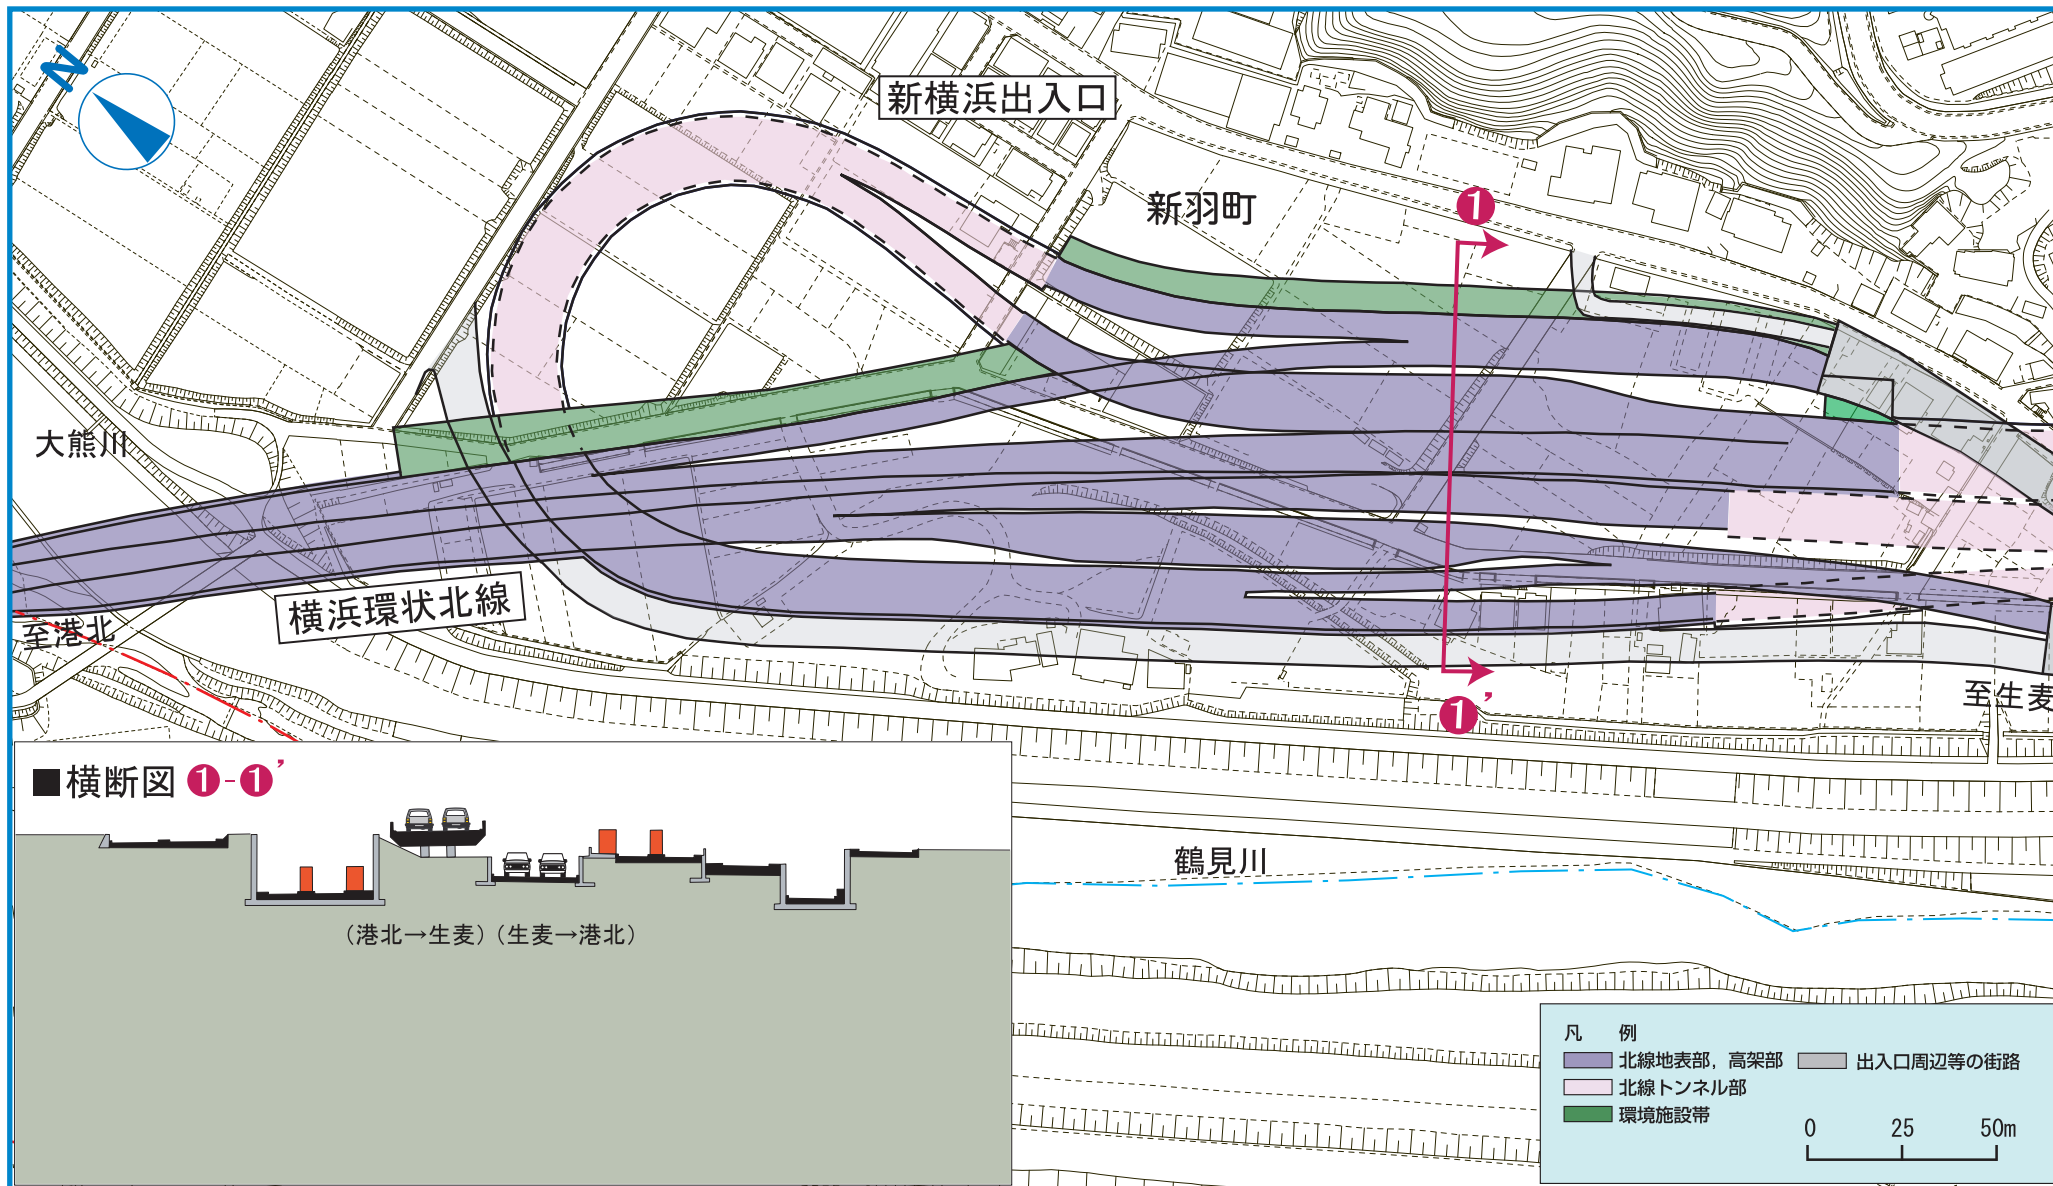 N
新横浜出入口
新羽町
❶
大熊川
横浜環状北線
至港北
至生麦
❶’
■横断図 ❶-❶’
(港北→生麦)(生麦→港北)
鶴見川
凡 例
北線地表部,高架部
出入口周辺等の街路
北線トンネル部
環境施設帯
0 25 50m